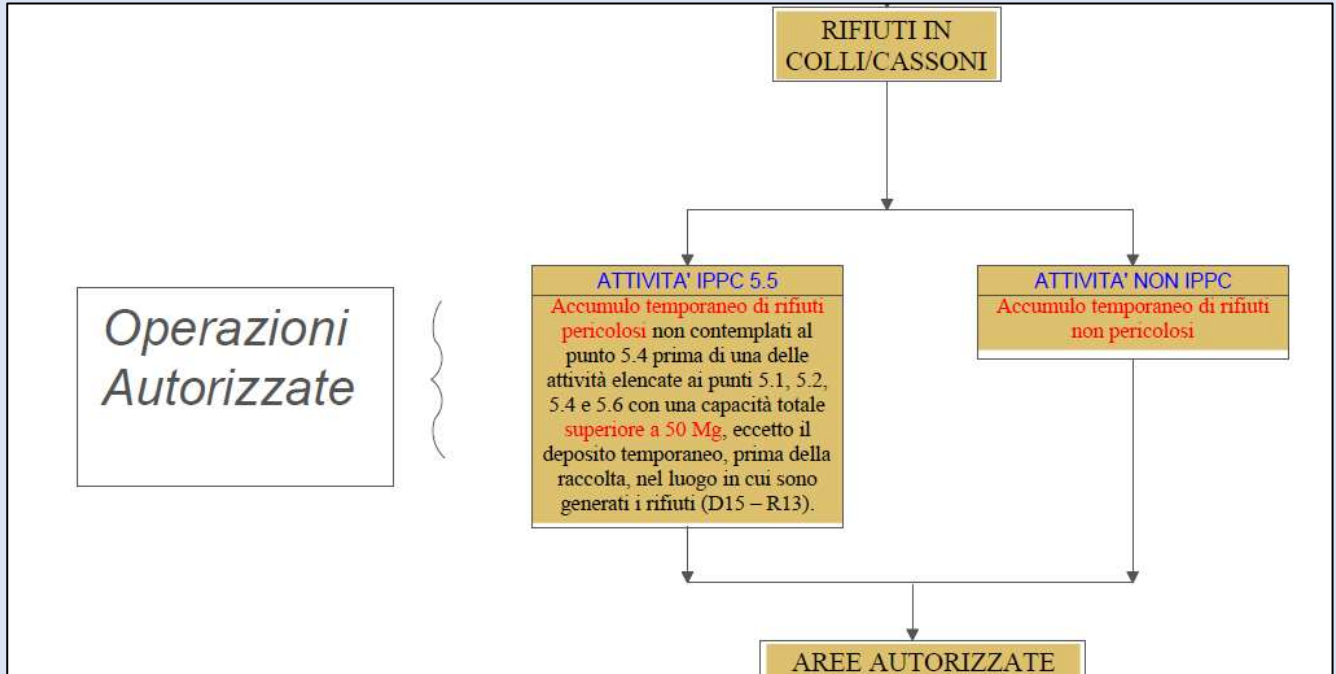 RIFIUTI IN
COLLI/CASSONI
Operazioni
Autorizzate
ATTIVITA' IPPC 5.5
Accumulo temporaneo di rifiuti
pericolosi non contemplati al
punto 5.4 prima di una delle
attività elencate ai punti 5.1, 5.2,
5.4 e 5.6 con una capacità totale
superiore a 50 Mg, eccetto il
deposito temporaneo, prima della
raccolta, nel luogo in cui sono
generati i rifiuti (D15 – R13).
ATTIVITA' NON IPPC
Accumulo temporaneo di rifiuti
non pericolosi
AREE AUTORIZZATE